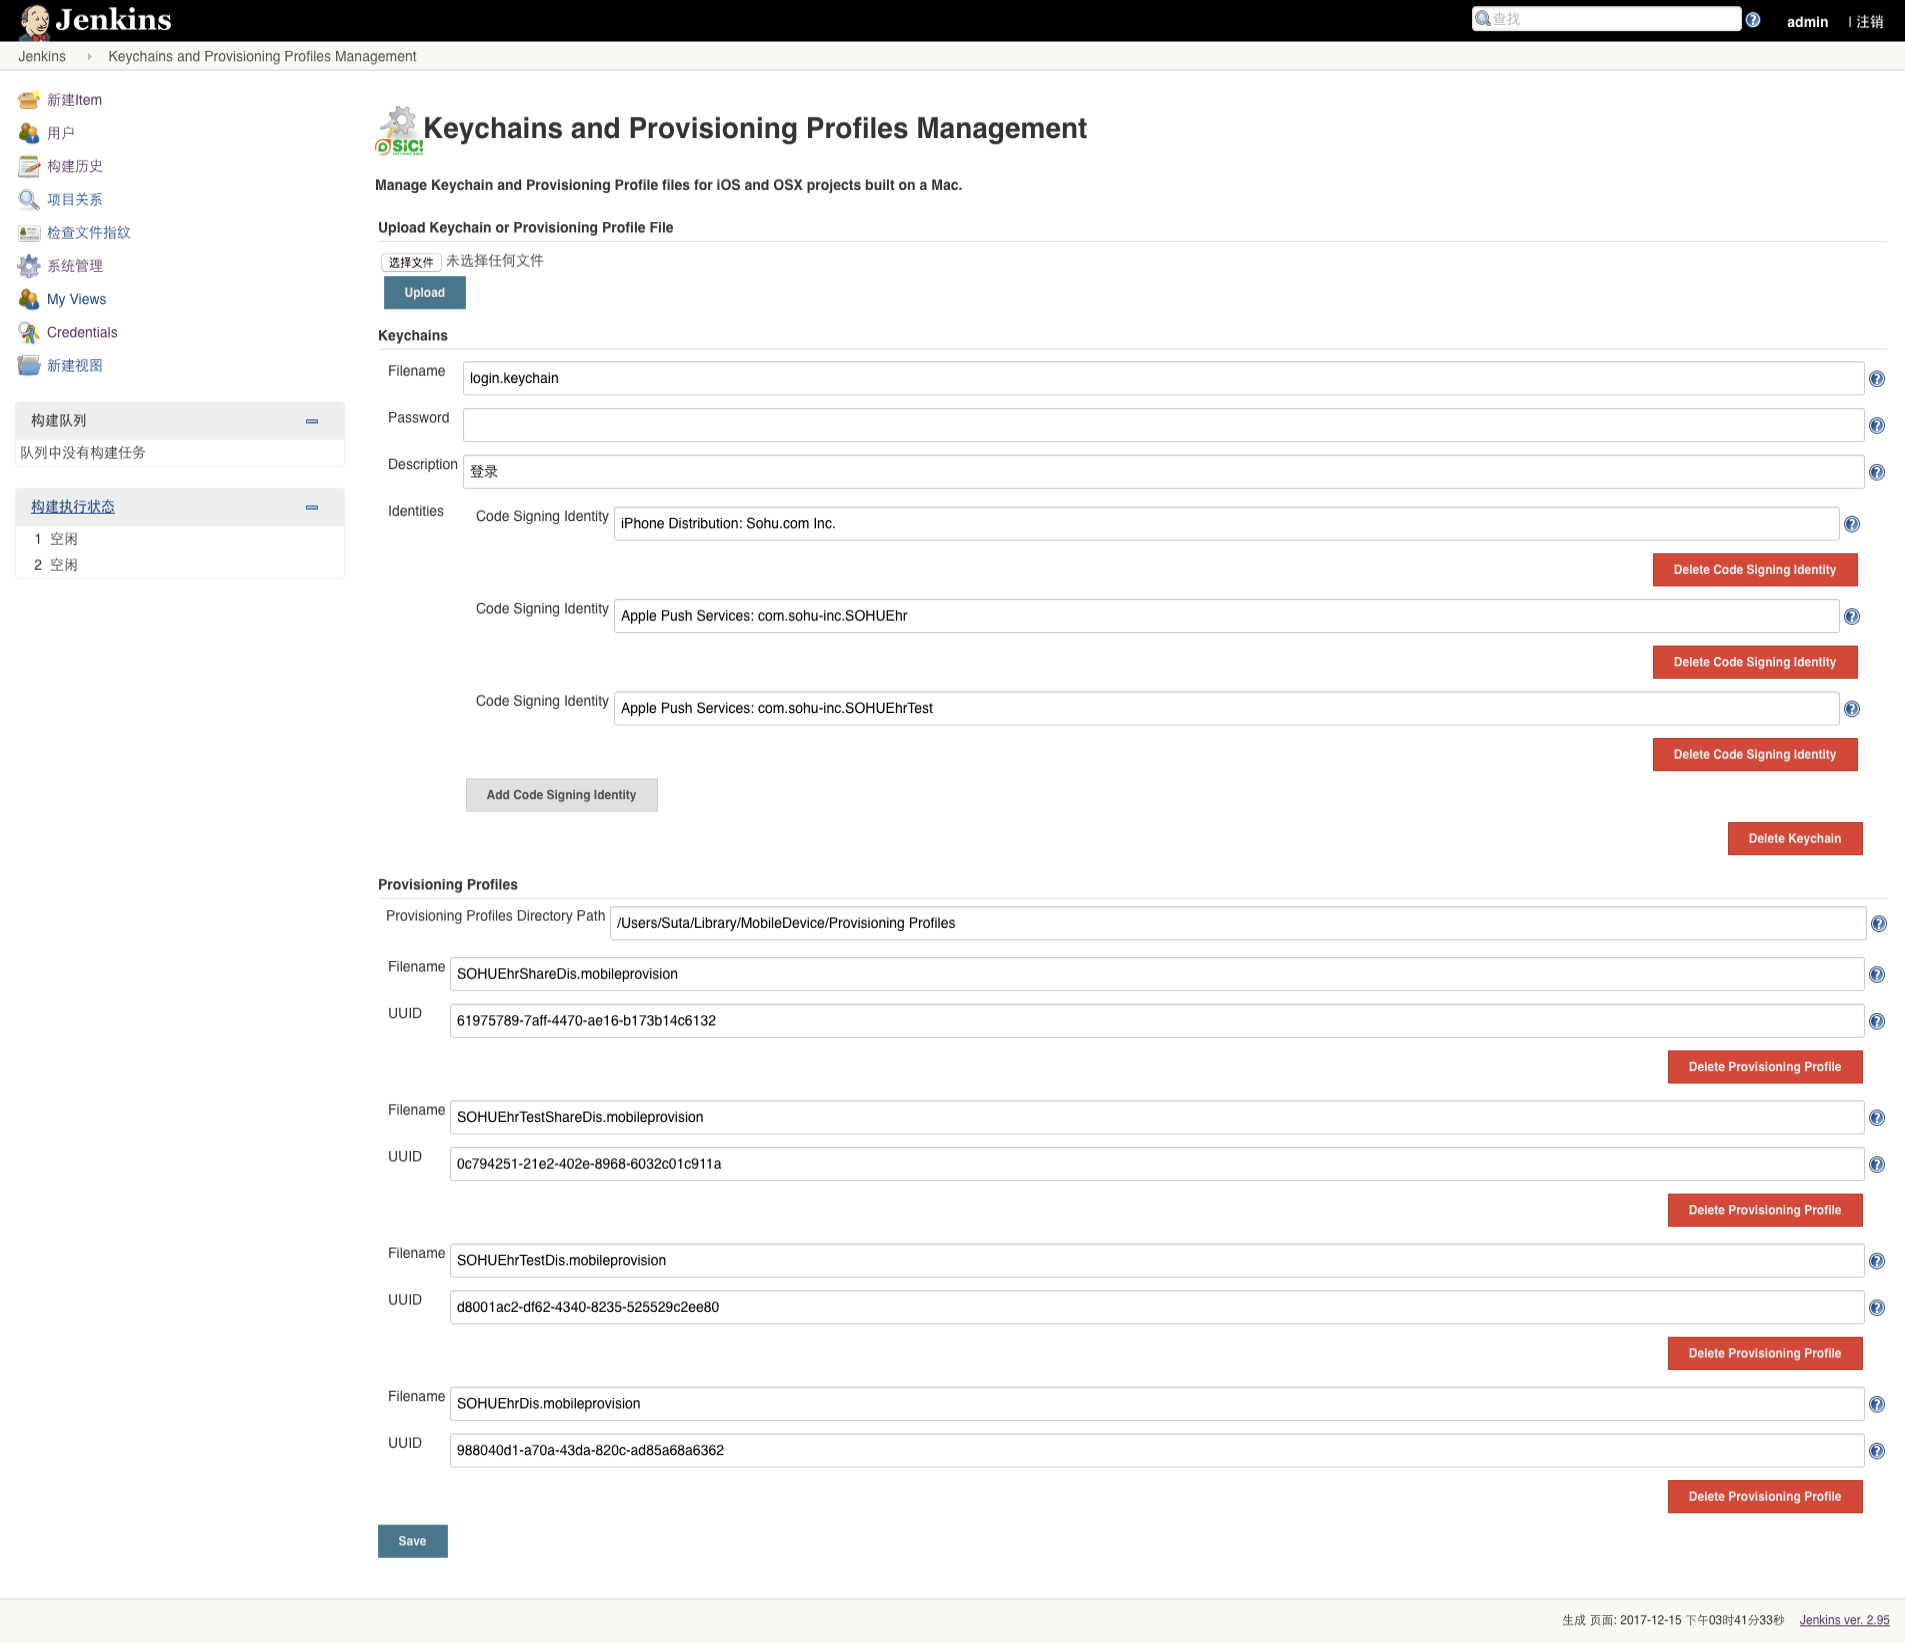 Jenkins
查找
admin
| 注销
Jenkins
Keychains and Provisioning Profiles Management
新建Item
用户
构建历史
项目关系
检查文件指纹
系统管理
My Views
Credentials
新建视图
构建队列
队列中没有构建任务
构建执行状态
1 空闲
2 空闲
SiC!
Keychains and Provisioning Profiles Management
Manage Keychain and Provisioning Profile files for iOS and OSX projects built on a Mac.
Upload Keychain or Provisioning Profile File
选择文件 未选择任何文件
Upload
Keychains
Filename login.keychain
Password
Description 登录
Identities Code Signing Identity iPhone Distribution: Sohu.com Inc.
Delete Code Signing Identity
Code Signing Identity Apple Push Services: com.sohu-inc.SOHUEhr
Delete Code Signing Identity
Code Signing Identity Apple Push Services: com.sohu-inc.SOHUEhrTest
Delete Code Signing Identity
Add Code Signing Identity
Delete Keychain
Provisioning Profiles
Provisioning Profiles Directory Path /Users/Suta/Library/MobileDevice/Provisioning Profiles
Filename SOHUEhrShareDis.mobileprovision
UUID 61975789-7aff-4470-ae16-b173b14c6132
Delete Provisioning Profile
Filename SOHUEhrTestShareDis.mobileprovision
UUID 0c794251-21e2-402e-8968-6032c01c911a
Delete Provisioning Profile
Filename SOHUEhrTestDis.mobileprovision
UUID d8001ac2-df62-4340-8235-525529c2ee80
Delete Provisioning Profile
Filename SOHUEhrDis.mobileprovision
UUID 988040d1-a70a-43da-820c-ad85a68a6362
Delete Provisioning Profile
Save
生成 页面: 2017-12-15 下午03时41分33秒 Jenkins ver. 2.95